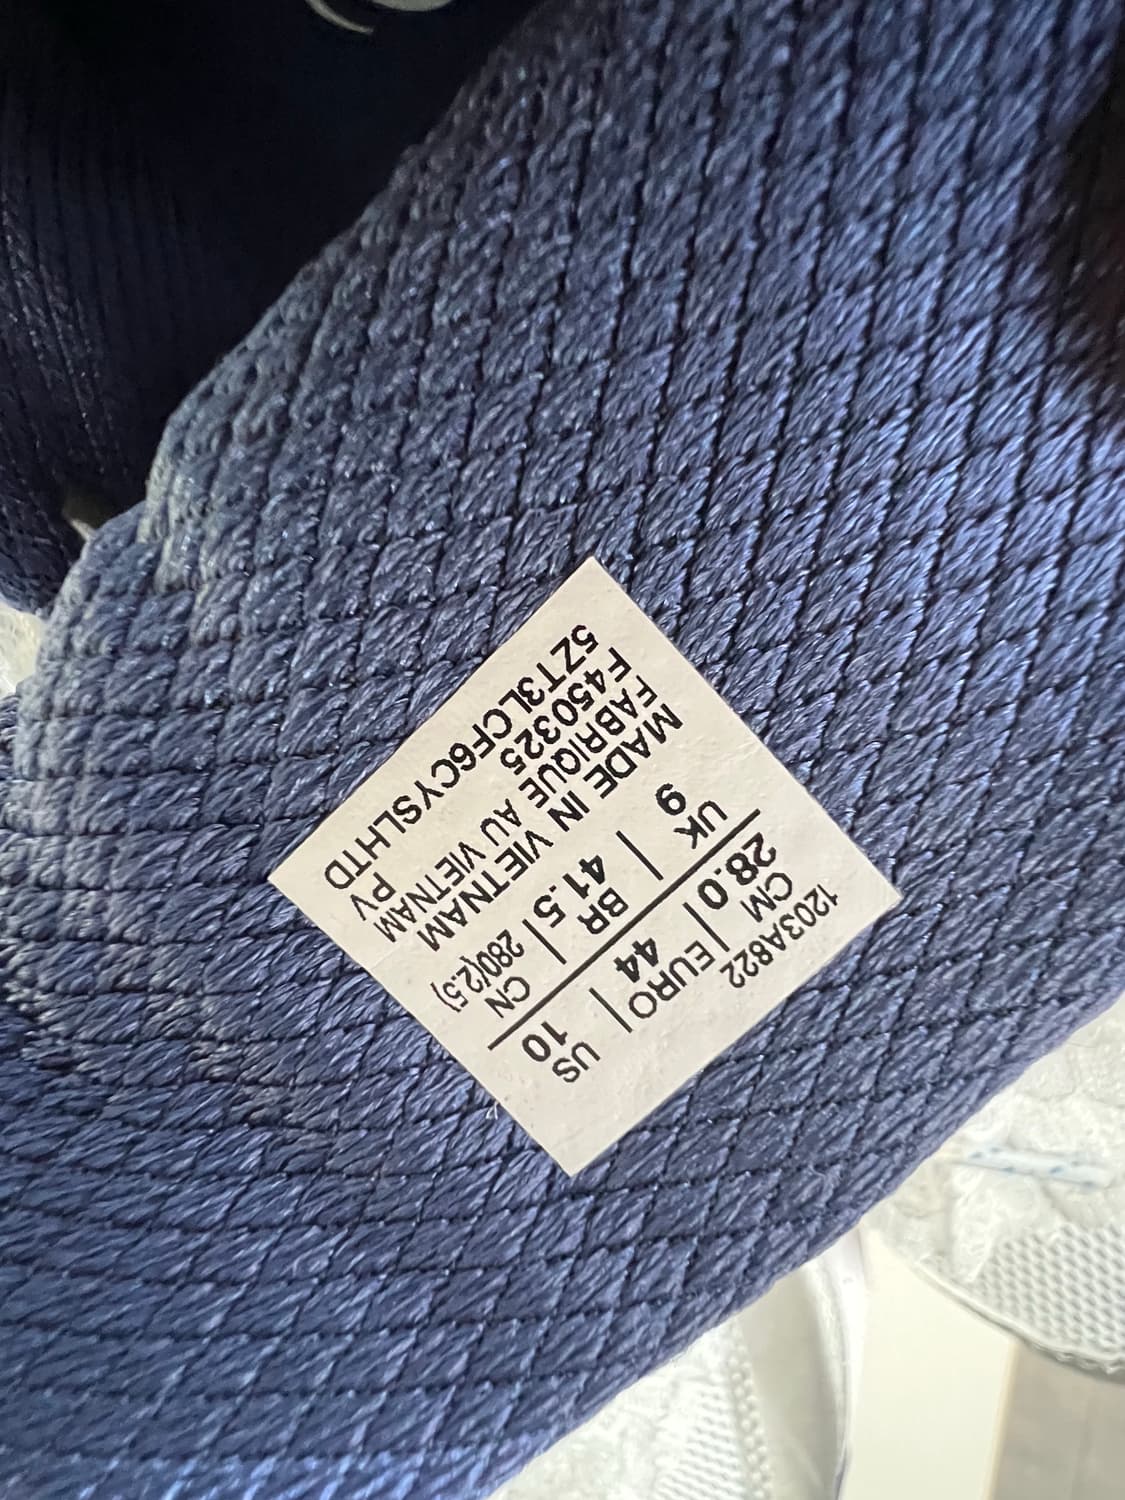 1203A822
CM | EURO | US
28.0 | 44 | 10
UK | BR | CN
9 | 41.5 | 280(2.5)
MADE IN VIETNAM
FABRIQUE AU VIETNAM
F450325 PV
5ZT3LCF6CYSLHTD